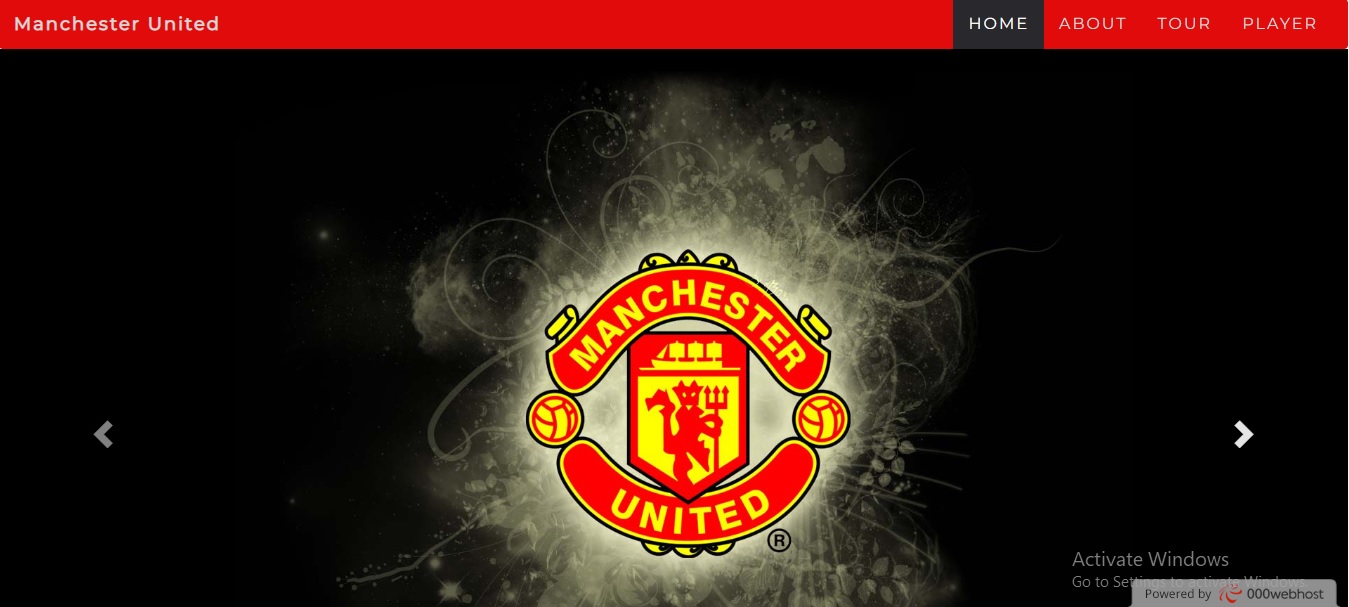 Manchester United
HOME
ABOUT
TOUR
PLAYER
MANCHESTER
UNITED
®
Activate Windows
Go to Settings to activate Windows.
Powered by 000webhost